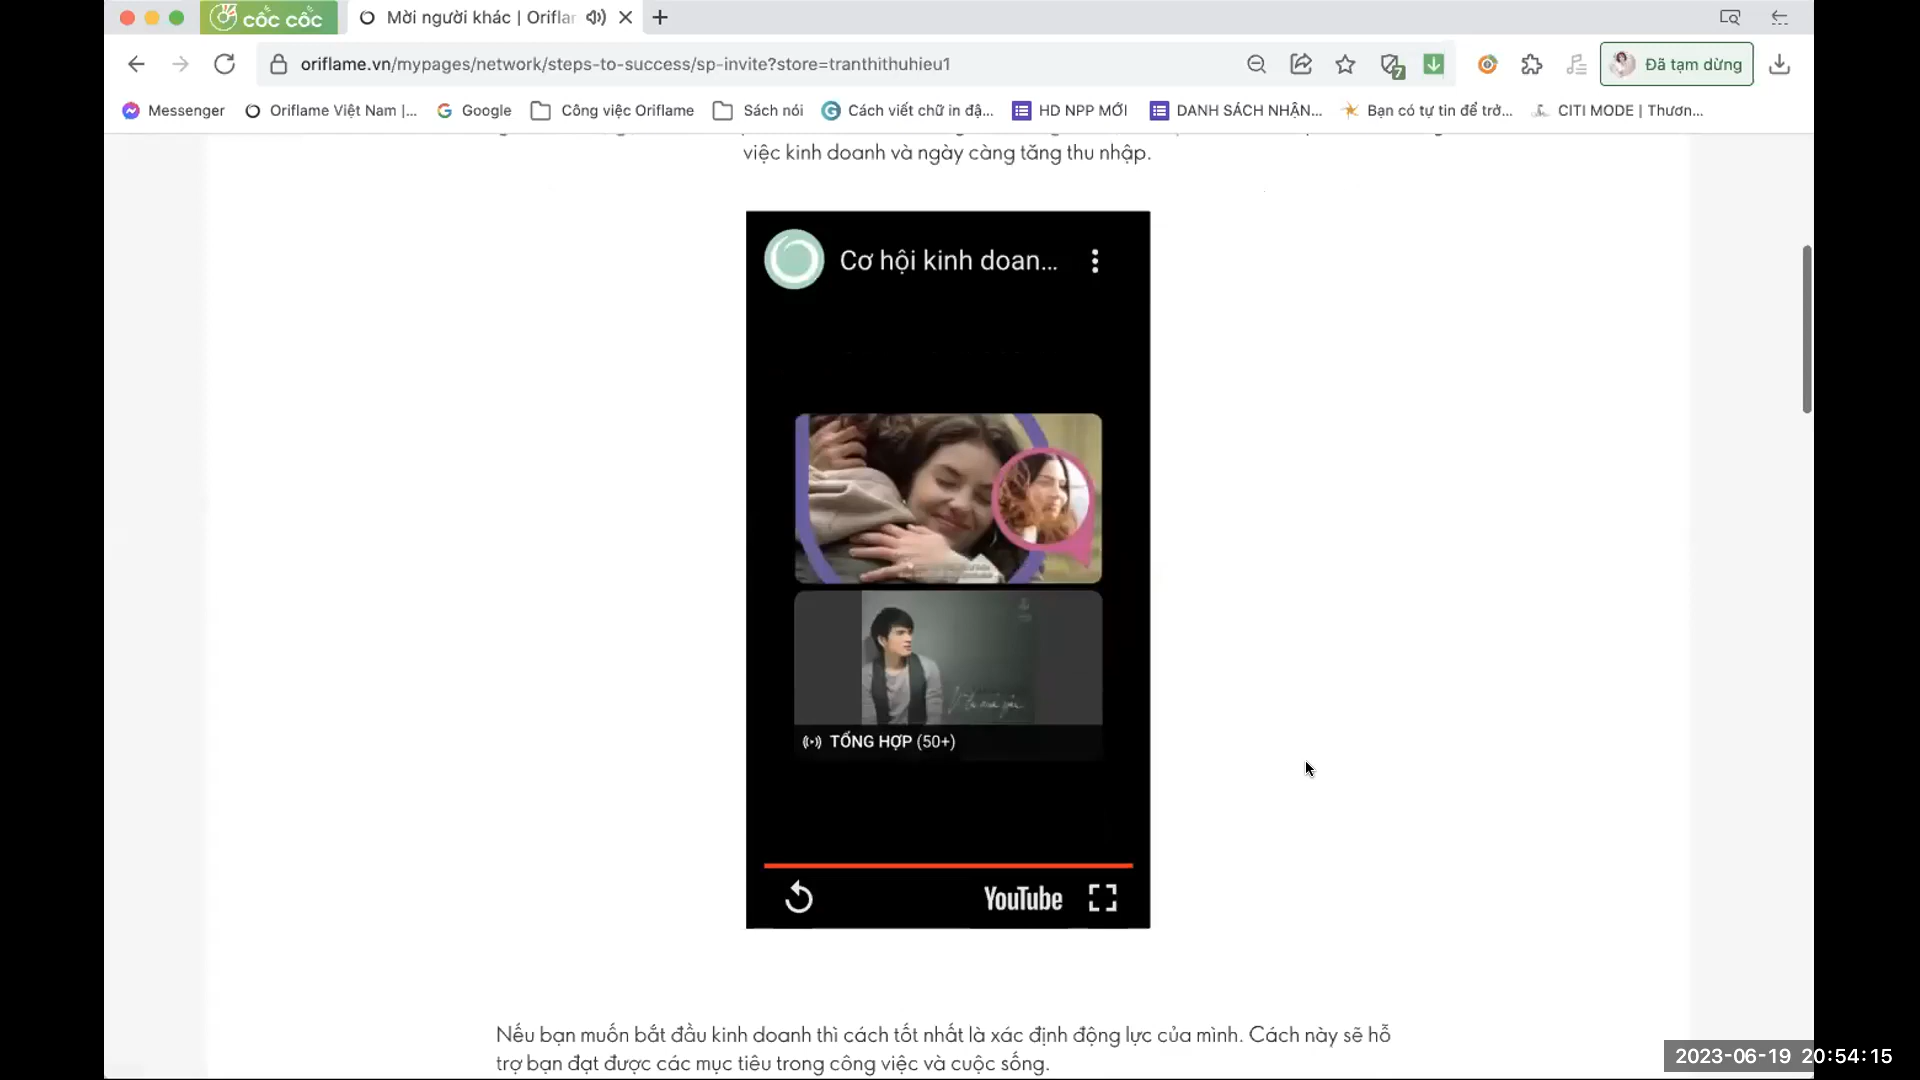 cốc cốc
Mời người khác | Orifla
oriflame.vn/mypages/network/steps-to-success/sp-invite?store=tranthithuhieu1
7
Đã tạm dừng
Messenger
Oriflame Việt Nam |...
Google
Công việc Oriflame
Sách nói
Cách viết chữ in đậ...
HD NPP MỚI
DANH SÁCH NHẬN...
Bạn có tự tin để trở...
CITI MODE | Thươn...
việc kinh doanh và ngày càng tăng thu nhập.
Cơ hội kinh doan...
TỔNG HỢP (50+)
YouTube
Nếu bạn muốn bắt đầu kinh doanh thì cách tốt nhất là xác định động lực của mình. Cách này sẽ hỗ
trợ bạn đạt được các mục tiêu trong công việc và cuộc sống.
2023-06-19 20:54:15